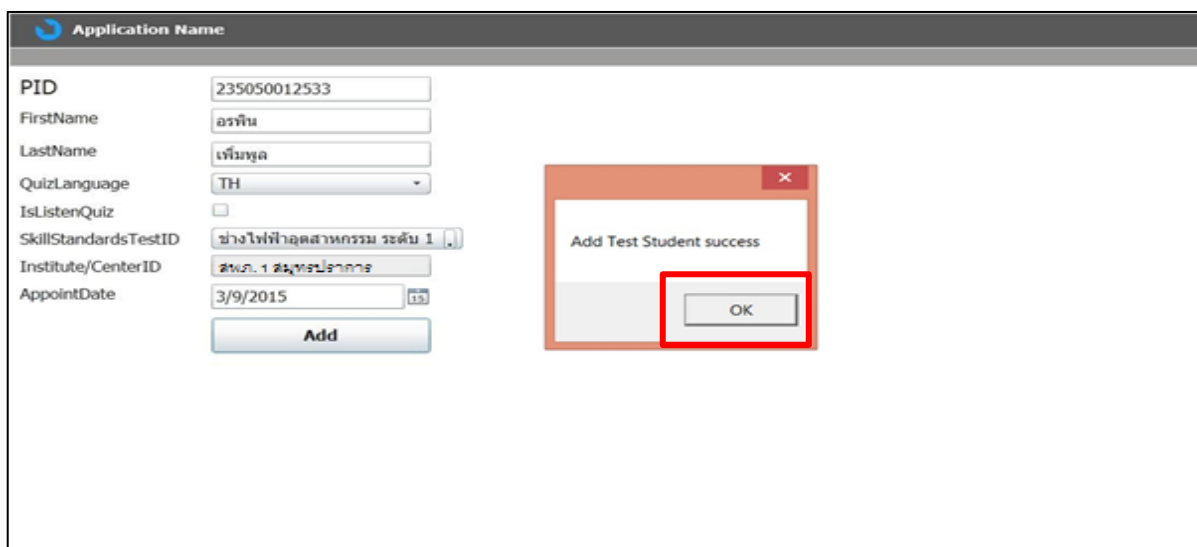 Application Name
PID 235050012533
FirstName อรพิน
LastName เพิ่มพูล
QuizLanguage TH
IsListenQuiz
SkillStandardsTestID ช่างไฟฟ้าอุตสาหกรรม ระดับ 1
Institute/CenterID สพภ. 1 สมุทรปราการ
AppointDate 3/9/2015 15
Add
Add Test Student success
OK